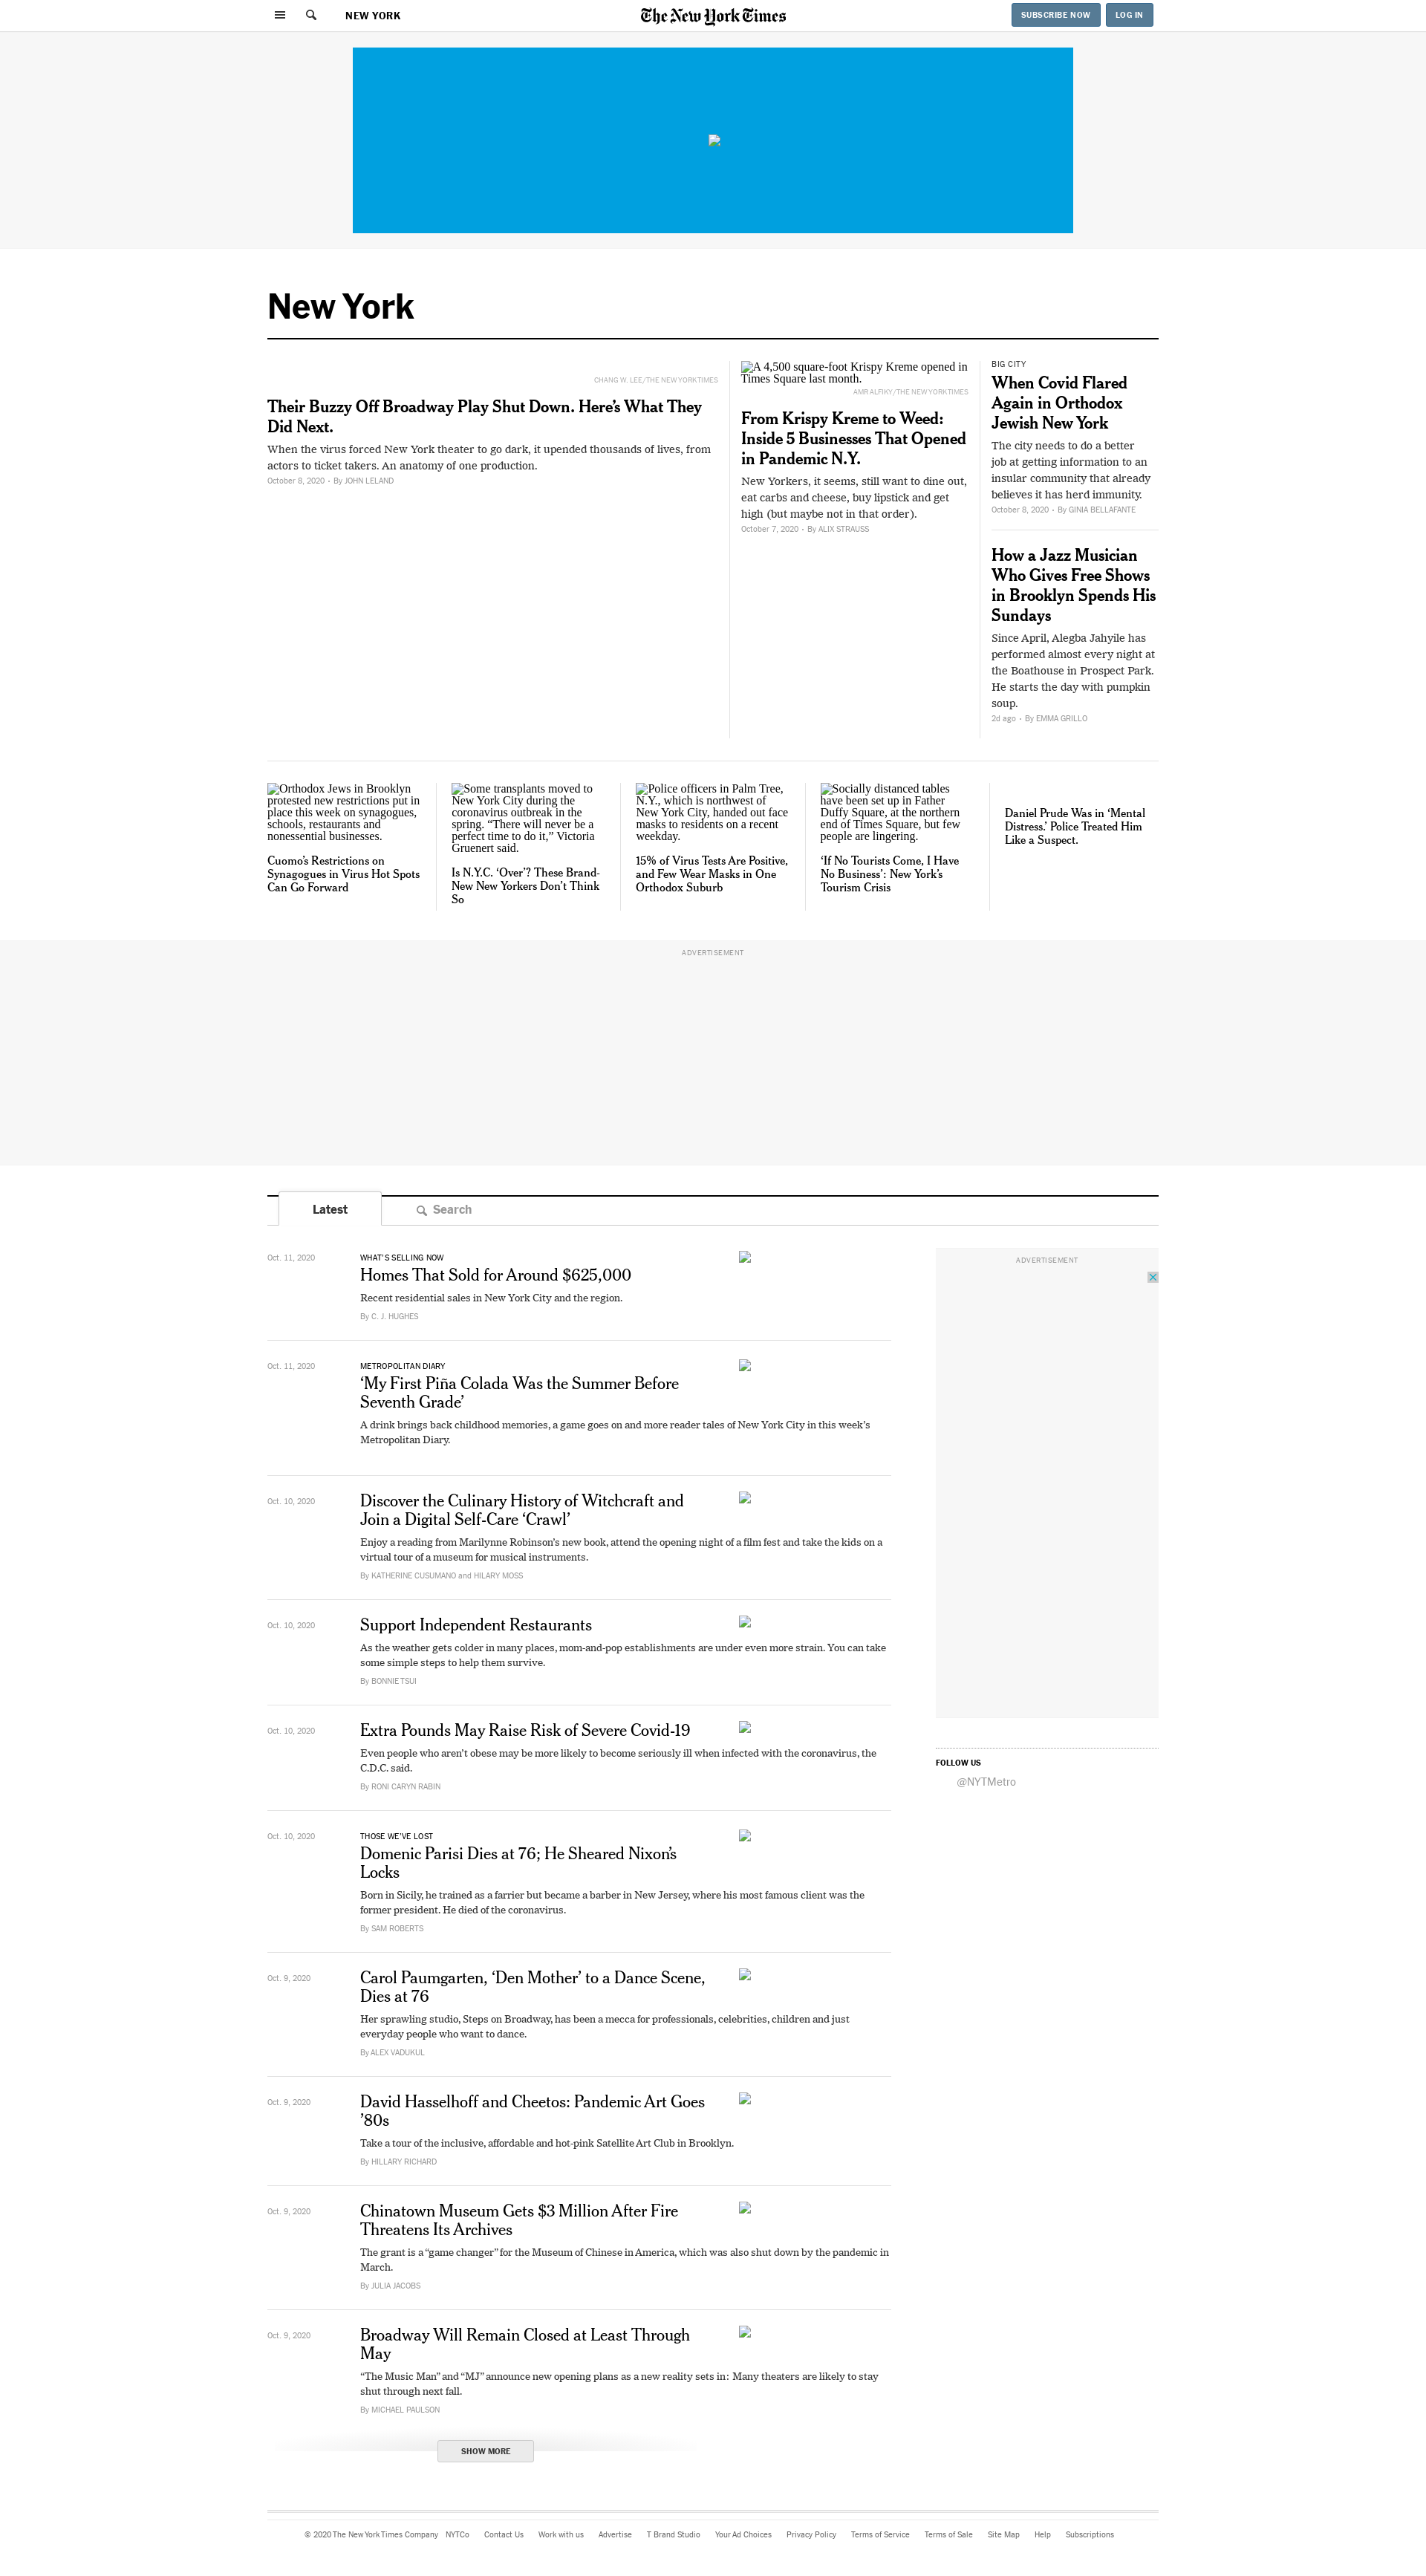 NEW YORK
The New York Times
SUBSCRIBE NOW
LOG IN
New York
CHANG W. LEE/THE NEW YORK TIMES
Their Buzzy Off Broadway Play Shut Down. Here’s What They
Did Next.
When the virus forced New York theater to go dark, it upended thousands of lives, from
actors to ticket takers. An anatomy of one production.
October 8, 2020 • By JOHN LELAND
A 4,500 square-foot Krispy Kreme opened in
Times Square last month.
AMR ALFIKY/THE NEW YORK TIMES
From Krispy Kreme to Weed:
Inside 5 Businesses That Opened
in Pandemic N.Y.
New Yorkers, it seems, still want to dine out,
eat carbs and cheese, buy lipstick and get
high (but maybe not in that order).
October 7, 2020 • By ALIX STRAUSS
BIG CITY
When Covid Flared
Again in Orthodox
Jewish New York
The city needs to do a better
job at getting information to an
insular community that already
believes it has herd immunity.
October 8, 2020 • By GINIA BELLAFANTE
How a Jazz Musician
Who Gives Free Shows
in Brooklyn Spends His
Sundays
Since April, Alegba Jahyile has
performed almost every night at
the Boathouse in Prospect Park.
He starts the day with pumpkin
soup.
2d ago • By EMMA GRILLO
Orthodox Jews in Brooklyn
protested new restrictions put in
place this week on synagogues,
schools, restaurants and
nonessential businesses.
Cuomo’s Restrictions on
Synagogues in Virus Hot Spots
Can Go Forward
Some transplants moved to
New York City during the
coronavirus outbreak in the
spring. “There will never be a
perfect time to do it,” Victoria
Gruenert said.
Is N.Y.C. ‘Over’? These Brand-
New New Yorkers Don’t Think
So
Police officers in Palm Tree,
N.Y., which is northwest of
New York City, handed out face
masks to residents on a recent
weekday.
15% of Virus Tests Are Positive,
and Few Wear Masks in One
Orthodox Suburb
Socially distanced tables
have been set up in Father
Duffy Square, at the northern
end of Times Square, but few
people are lingering.
‘If No Tourists Come, I Have
No Business’: New York’s
Tourism Crisis
Daniel Prude Was in ‘Mental
Distress.’ Police Treated Him
Like a Suspect.
ADVERTISEMENT
Latest
Search
Oct. 11, 2020
WHAT’S SELLING NOW
Homes That Sold for Around $625,000
Recent residential sales in New York City and the region.
By C. J. HUGHES
Oct. 11, 2020
METROPOLITAN DIARY
‘My First Piña Colada Was the Summer Before
Seventh Grade’
A drink brings back childhood memories, a game goes on and more reader tales of New York City in this week’s
Metropolitan Diary.
Oct. 10, 2020
Discover the Culinary History of Witchcraft and
Join a Digital Self-Care ‘Crawl’
Enjoy a reading from Marilynne Robinson’s new book, attend the opening night of a film fest and take the kids on a
virtual tour of a museum for musical instruments.
By KATHERINE CUSUMANO and HILARY MOSS
Oct. 10, 2020
Support Independent Restaurants
As the weather gets colder in many places, mom-and-pop establishments are under even more strain. You can take
some simple steps to help them survive.
By BONNIE TSUI
Oct. 10, 2020
Extra Pounds May Raise Risk of Severe Covid-19
Even people who aren’t obese may be more likely to become seriously ill when infected with the coronavirus, the
C.D.C. said.
By RONI CARYN RABIN
Oct. 10, 2020
THOSE WE’VE LOST
Domenic Parisi Dies at 76; He Sheared Nixon’s
Locks
Born in Sicily, he trained as a farrier but became a barber in New Jersey, where his most famous client was the
former president. He died of the coronavirus.
By SAM ROBERTS
Oct. 9, 2020
Carol Paumgarten, ‘Den Mother’ to a Dance Scene,
Dies at 76
Her sprawling studio, Steps on Broadway, has been a mecca for professionals, celebrities, children and just
everyday people who want to dance.
By ALEX VADUKUL
Oct. 9, 2020
David Hasselhoff and Cheetos: Pandemic Art Goes
’80s
Take a tour of the inclusive, affordable and hot-pink Satellite Art Club in Brooklyn.
By HILLARY RICHARD
Oct. 9, 2020
Chinatown Museum Gets $3 Million After Fire
Threatens Its Archives
The grant is a “game changer” for the Museum of Chinese in America, which was also shut down by the pandemic in
March.
By JULIA JACOBS
Oct. 9, 2020
Broadway Will Remain Closed at Least Through
May
“The Music Man” and “MJ” announce new opening plans as a new reality sets in: Many theaters are likely to stay
shut through next fall.
By MICHAEL PAULSON
SHOW MORE
ADVERTISEMENT
FOLLOW US
@NYTMetro
© 2020 The New York Times Company NYTCo Contact Us Work with us Advertise T Brand Studio Your Ad Choices Privacy Policy Terms of Service Terms of Sale Site Map Help Subscriptions